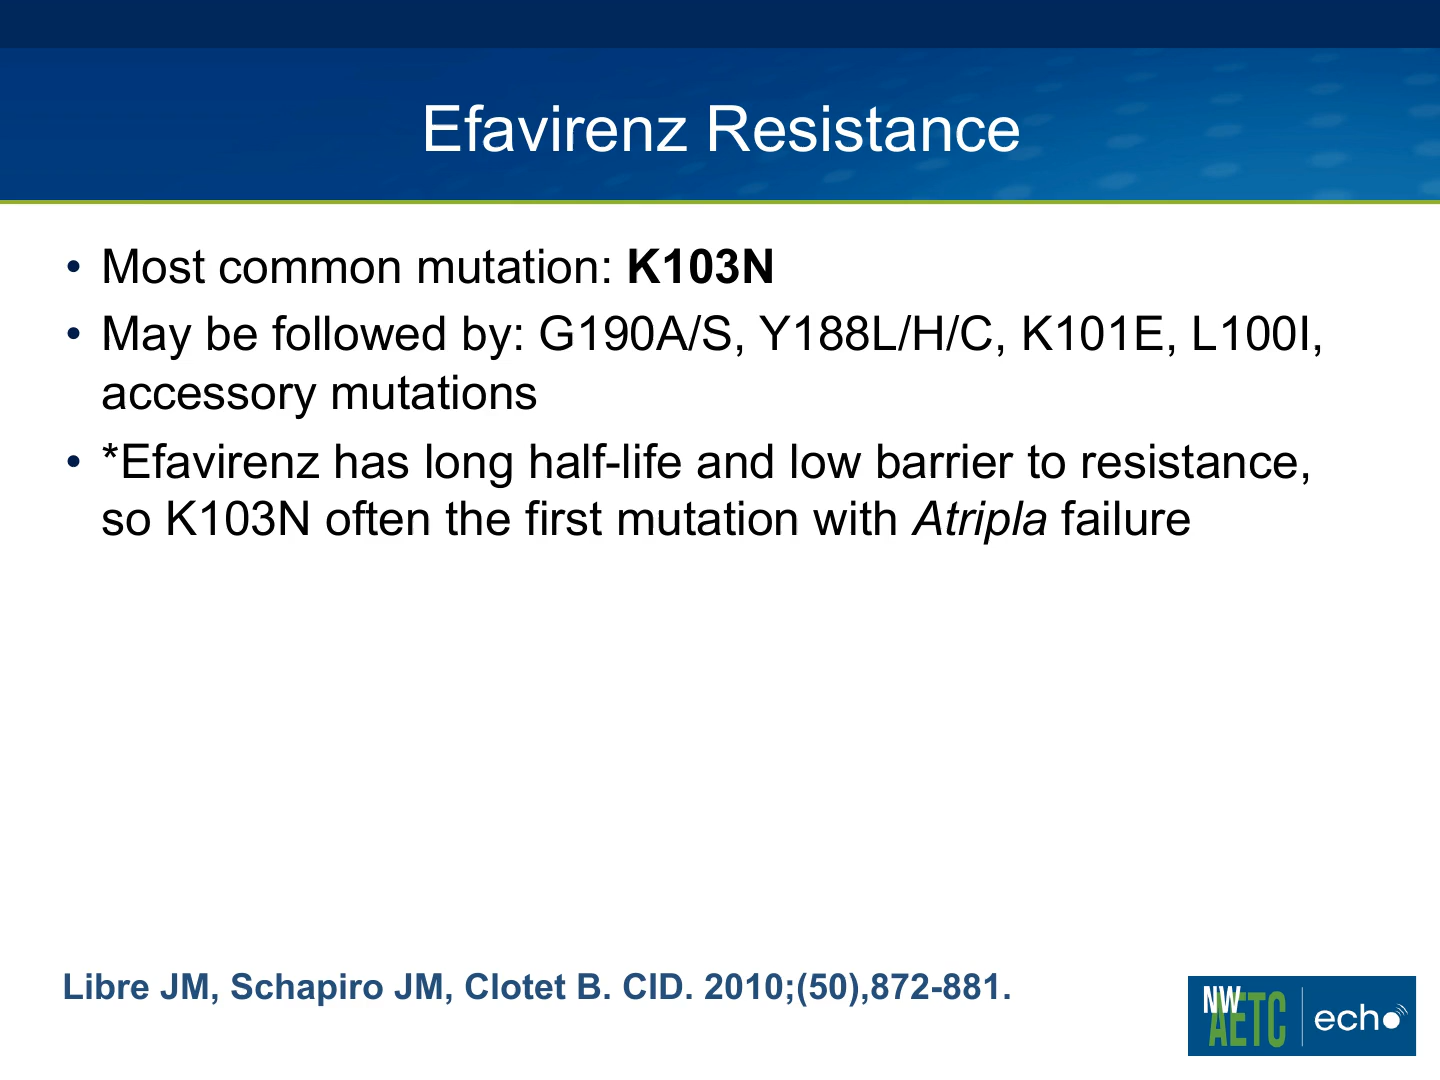 Efavirenz Resistance
• Most common mutation: K103N
• May be followed by: G190A/S, Y188L/H/C, K101E, L100I,
accessory mutations
• *Efavirenz has long half-life and low barrier to resistance,
so K103N often the first mutation with Atripla failure
Libre JM, Schapiro JM, Clotet B. CID. 2010;(50),872-881.
NW
AETC
echo